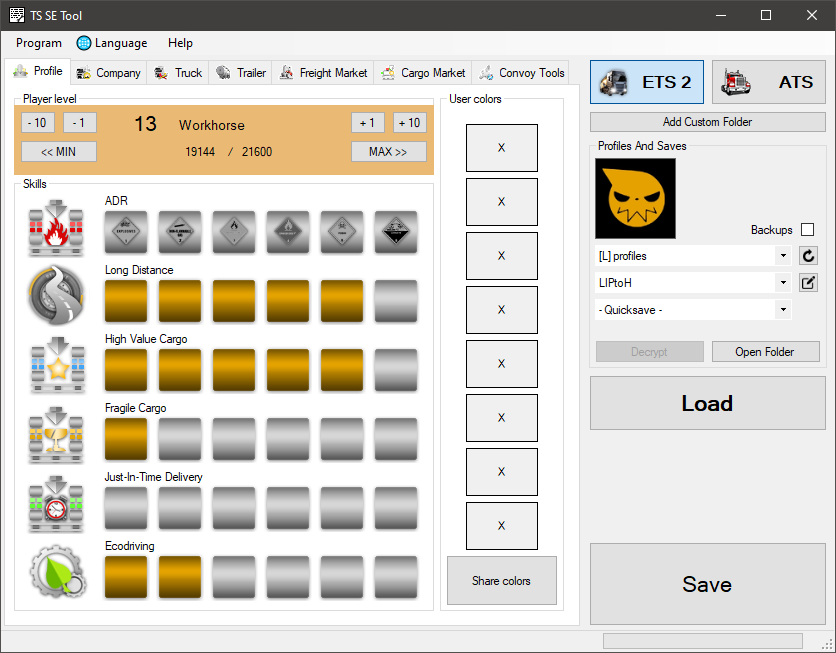 TS SE Tool
Program Language Help
Profile Company Truck Trailer Freight Market Cargo Market Convoy Tools
Player level
- 10 - 1 13 Workhorse + 1 + 10
<< MIN 19144 / 21600 MAX >>
Skills
ADR
Long Distance
High Value Cargo
Fragile Cargo
Just-In-Time Delivery
Ecodriving
User colors
X
X
X
X
X
X
X
X
Share colors
ETS 2 ATS
Add Custom Folder
Profiles And Saves
Backups
[L] profiles
LIPtoH
- Quicksave -
Decrypt Open Folder
Load
Save